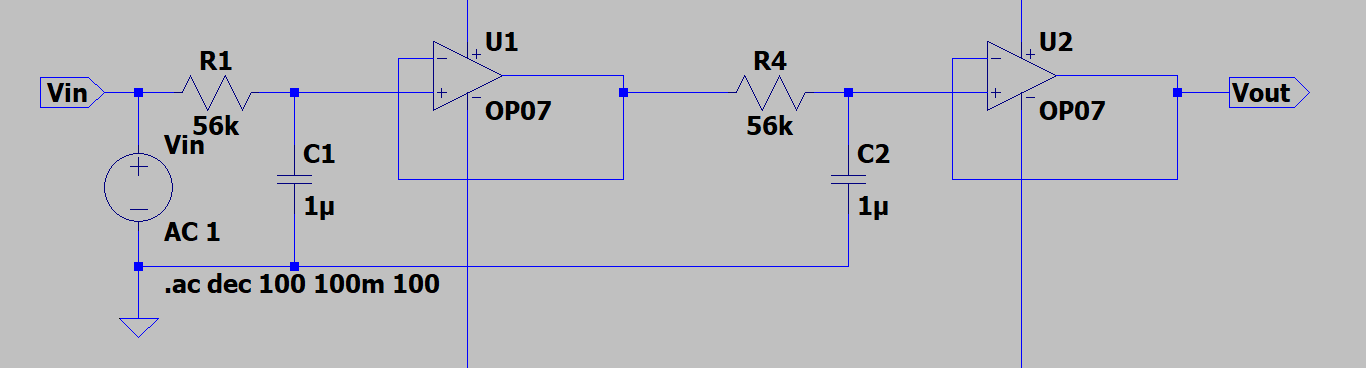 Vin
R1
56k
Vin
AC 1
C1
1µ
U1
OP07
R4
56k
C2
1µ
U2
OP07
Vout
.ac dec 100 100m 100